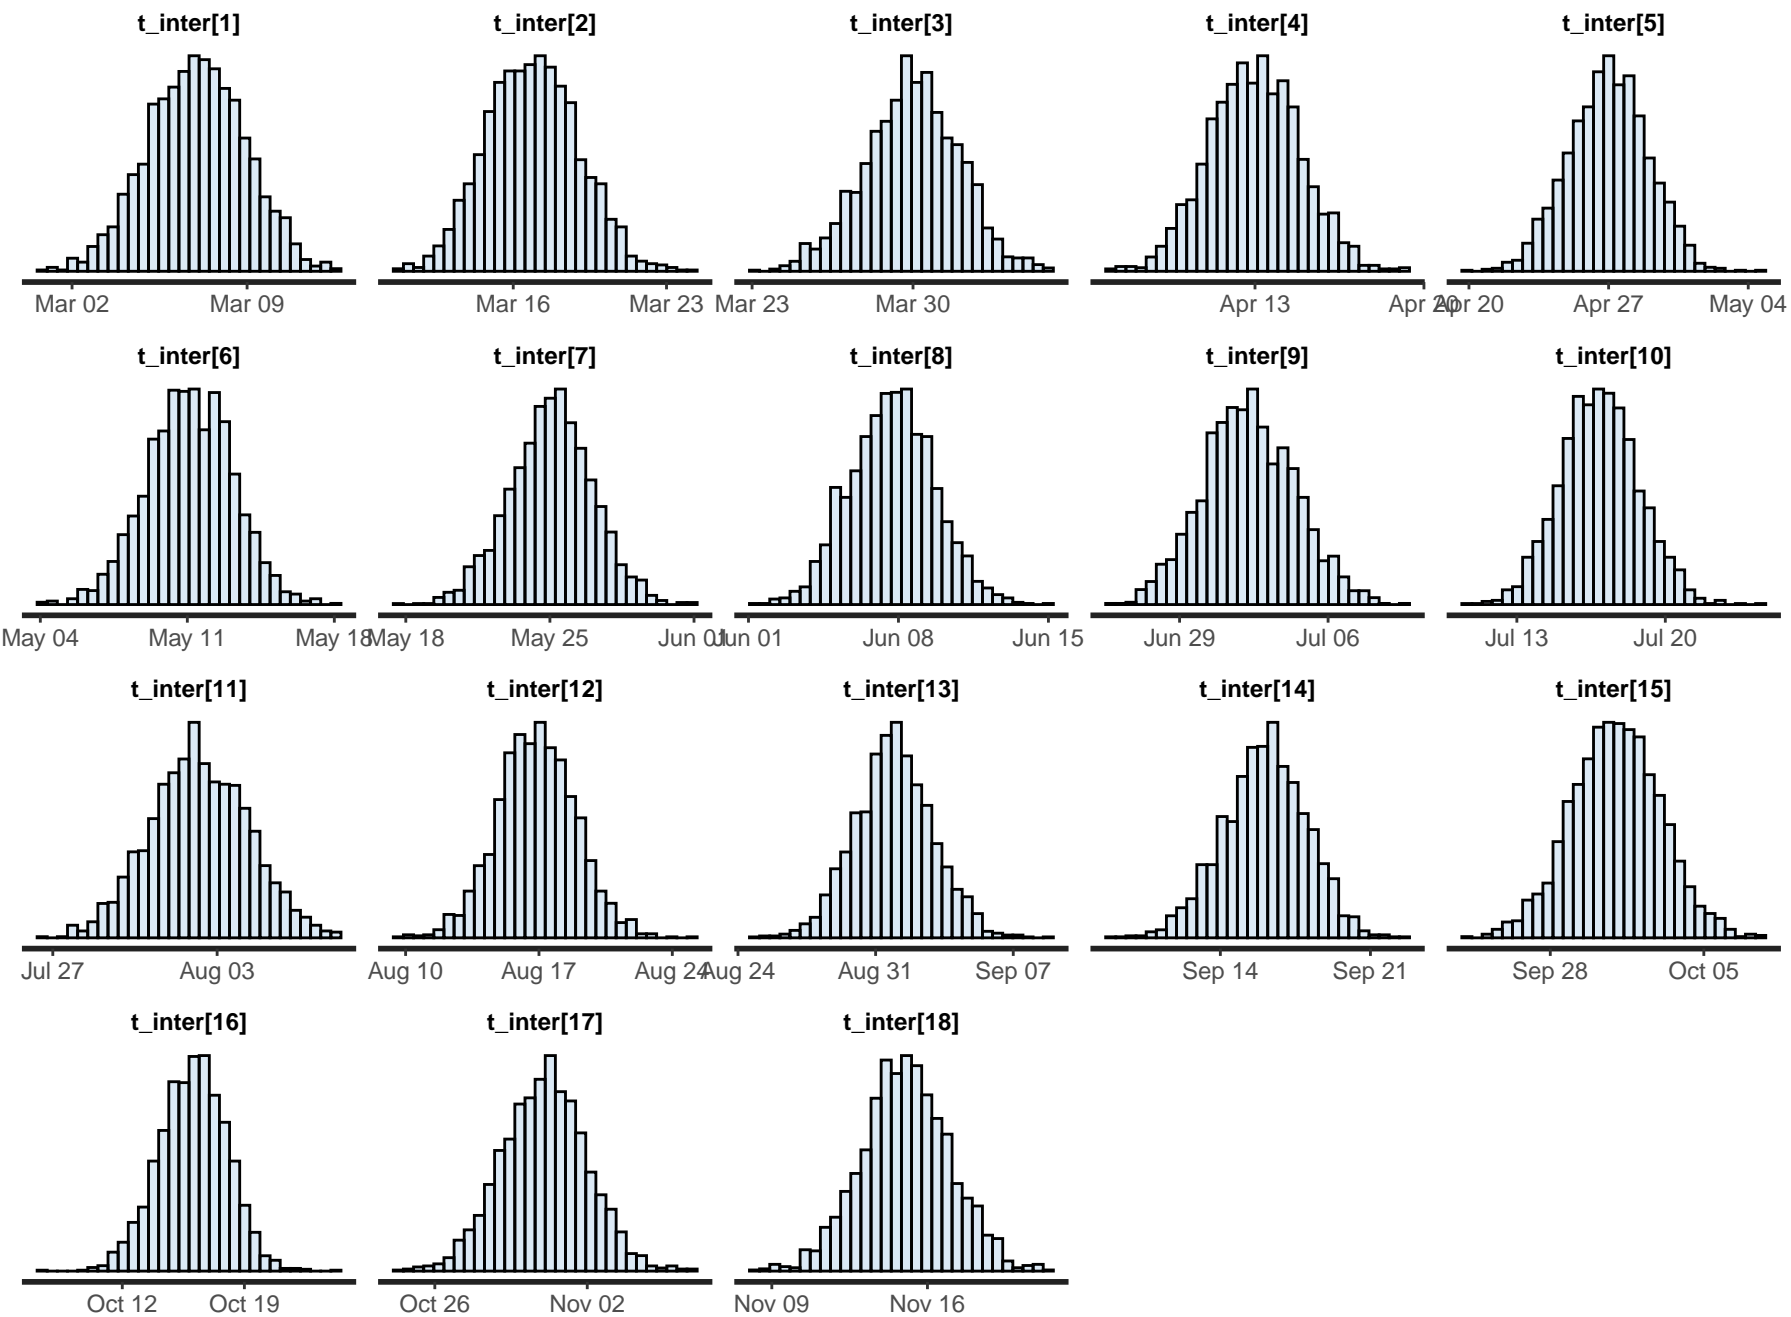 t_inter[1] t_inter[2] t_inter[3] t_inter[4] t_inter[5]
Mar 02 Mar 09 Mar 16 Mar 23 Mar 23 Mar 30 Apr 13 Apr 20 Apr 20 Apr 27 May 04
t_inter[6] t_inter[7] t_inter[8] t_inter[9] t_inter[10]
May 04 May 11 May 18 May 18 May 25 Jun 01 Jun 01 Jun 08 Jun 15 Jun 29 Jul 06 Jul 13 Jul 20
t_inter[11] t_inter[12] t_inter[13] t_inter[14] t_inter[15]
Jul 27 Aug 03 Aug 10 Aug 17 Aug 24 Aug 24 Aug 31 Sep 07 Sep 14 Sep 21 Sep 28 Oct 05
t_inter[16] t_inter[17] t_inter[18]
Oct 12 Oct 19 Oct 26 Nov 02 Nov 09 Nov 16